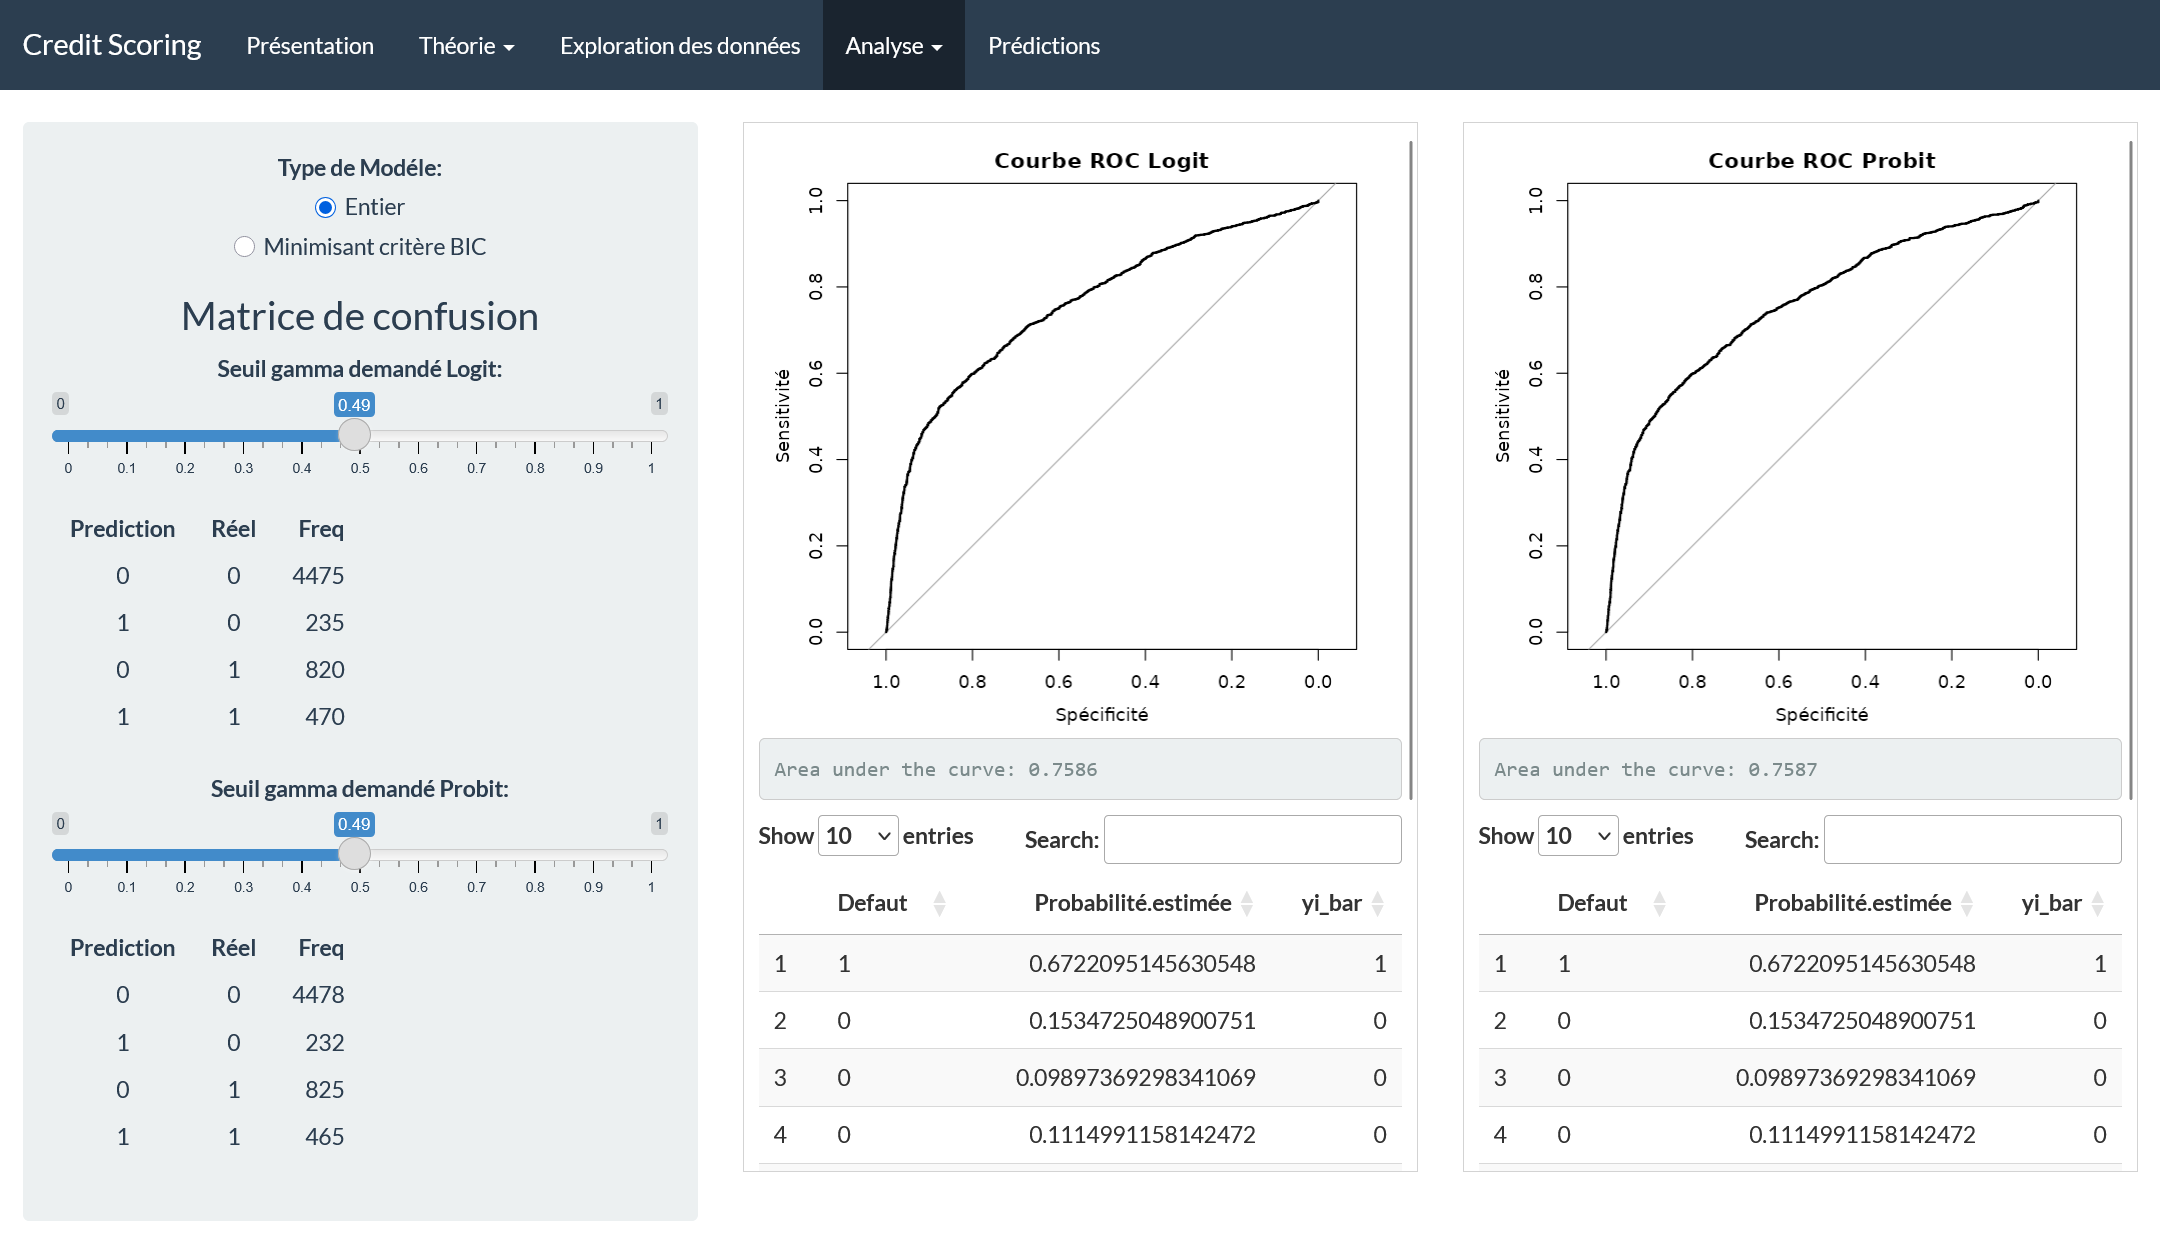 Credit Scoring Présentation Théorie Exploration des données Analyse Prédictions
Type de Modéle:
Entier
Minimisant critère BIC
Matrice de confusion
Seuil gamma demandé Logit:
0 0.49 1
0 0.1 0.2 0.3 0.4 0.5 0.6 0.7 0.8 0.9 1
Prediction Réel Freq
0 0 4475
1 0 235
0 1 820
1 1 470
Seuil gamma demandé Probit:
0 0.49 1
0 0.1 0.2 0.3 0.4 0.5 0.6 0.7 0.8 0.9 1
Prediction Réel Freq
0 0 4478
1 0 232
0 1 825
1 1 465
Courbe ROC Logit
Sensitivité
1.0
0.8
0.6
0.4
0.2
0.0
1.0 0.8 0.6 0.4 0.2 0.0
Spécificité
Area under the curve: 0.7586
Show 10 entries Search:
Defaut Probabilité.estimée yi_bar
1 1 0.6722095145630548 1
2 0 0.1534725048900751 0
3 0 0.09897369298341069 0
4 0 0.1114991158142472 0
Courbe ROC Probit
Sensitivité
1.0
0.8
0.6
0.4
0.2
0.0
1.0 0.8 0.6 0.4 0.2 0.0
Spécificité
Area under the curve: 0.7587
Show 10 entries Search:
Defaut Probabilité.estimée yi_bar
1 1 0.6722095145630548 1
2 0 0.1534725048900751 0
3 0 0.09897369298341069 0
4 0 0.1114991158142472 0